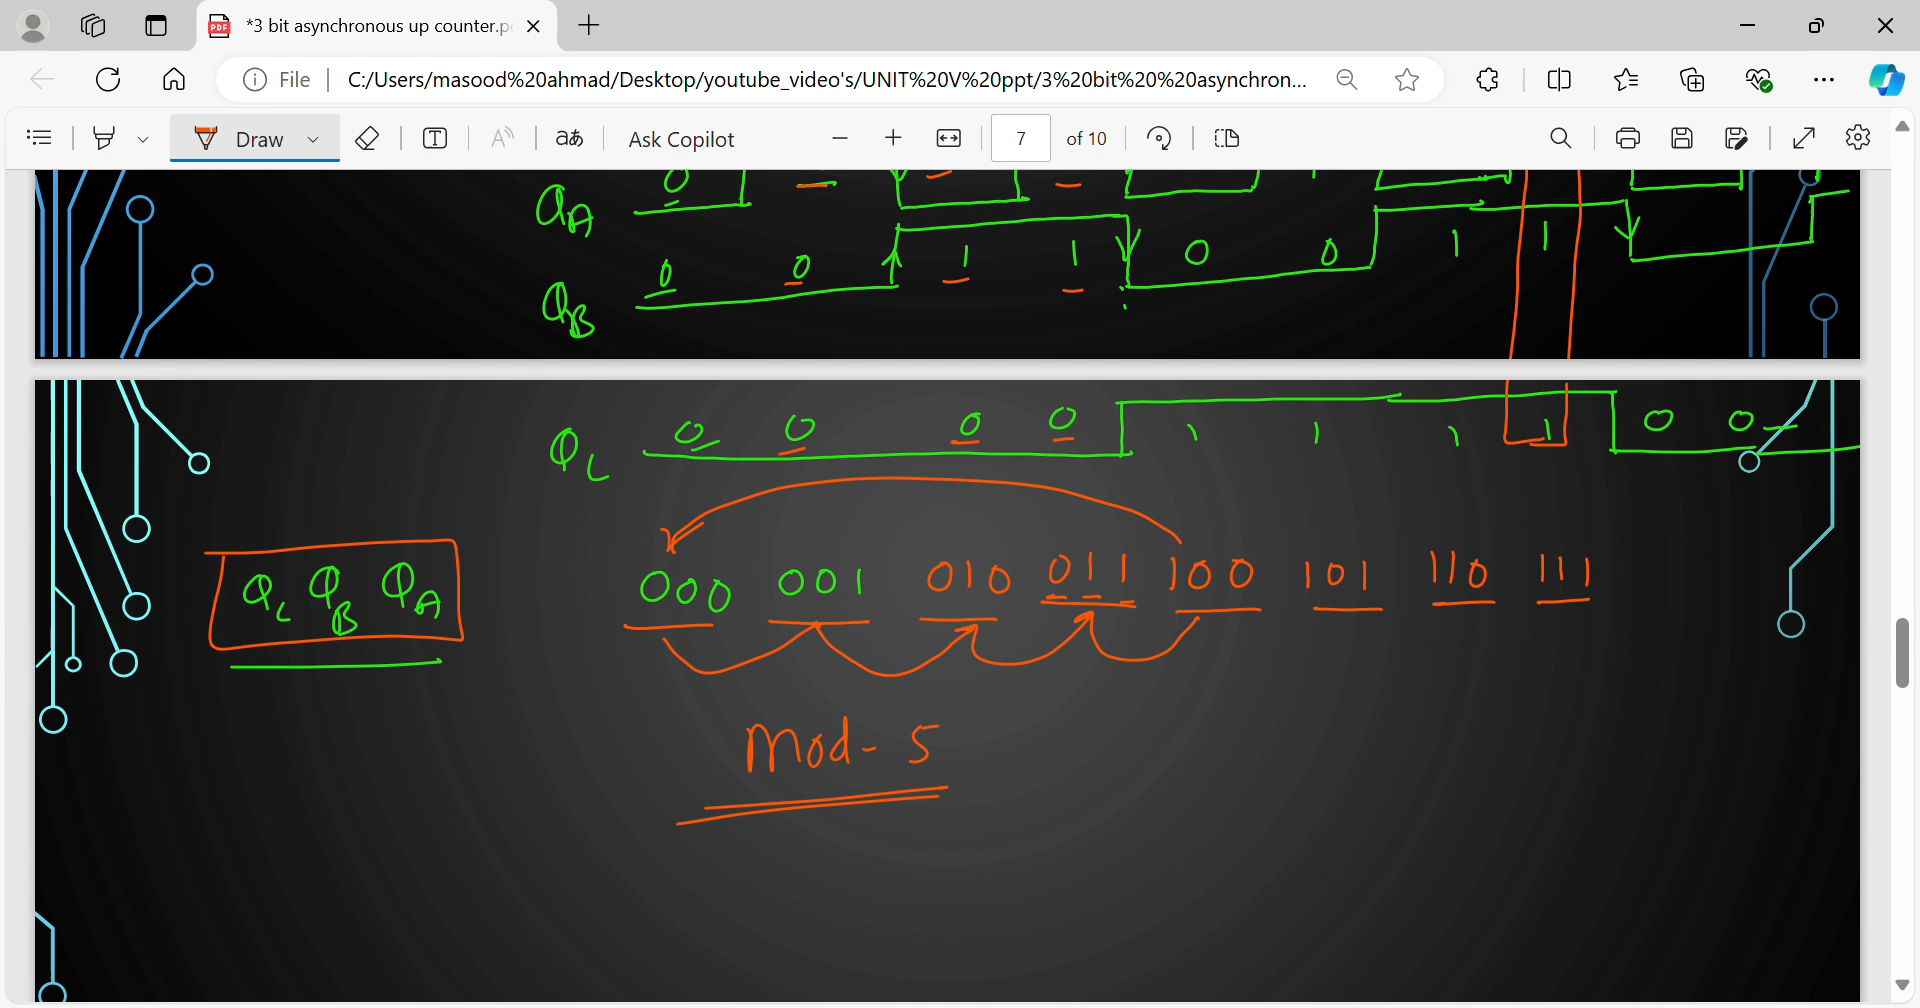 *3 bit asynchronous up counter.p
File
C:/Users/masood%20ahmad/Desktop/youtube_video's/UNIT%20V%20ppt/3%20bit%20%20asynchron...
Draw
T
A
aあ
Ask Copilot
7 of 10
QA 0 1
QB 0 0 1 1 0 0 1 1
QC 0 0 0 0 1 1 1 1 0 0
QC QB QA 000 001 010 011 100 101 110 111
Mod- 5